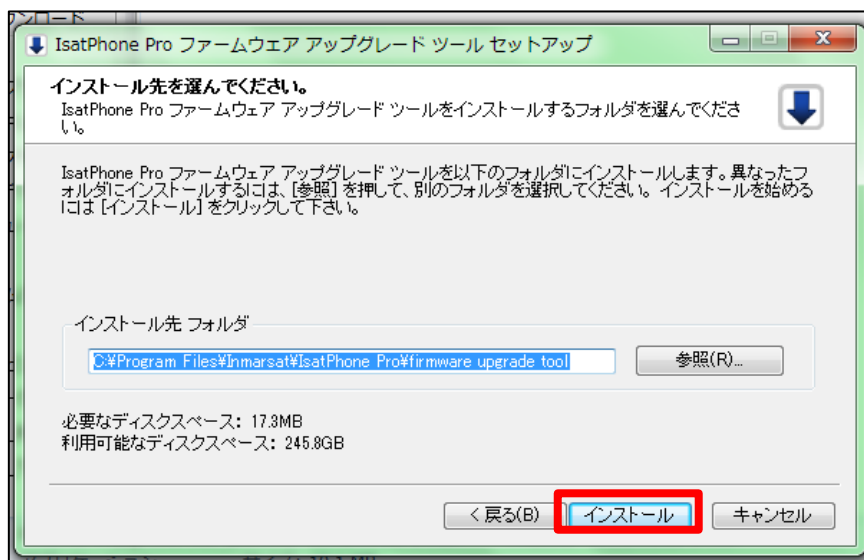 ウンロード
IsatPhone Pro ファームウェア アップグレード ツール セットアップ
インストール先を選んでください。
IsatPhone Pro ファームウェア アップグレード ツールをインストールするフォルダを選んでくださ
い。
IsatPhone Pro ファームウェア アップグレード ツールを以下のフォルダにインストールします。異なったフ
ォルダにインストールするには、[参照] を押して、別のフォルダを選択してください。インストールを始める
には [インストール] をクリックして下さい。
インストール先 フォルダ
C:¥Program Files¥Inmarsat¥IsatPhone Pro¥firmware upgrade tool
参照(R)...
必要なディスクスペース: 17.3MB
利用可能なディスクスペース: 245.8GB
< 戻る(B)
インストール
キャンセル